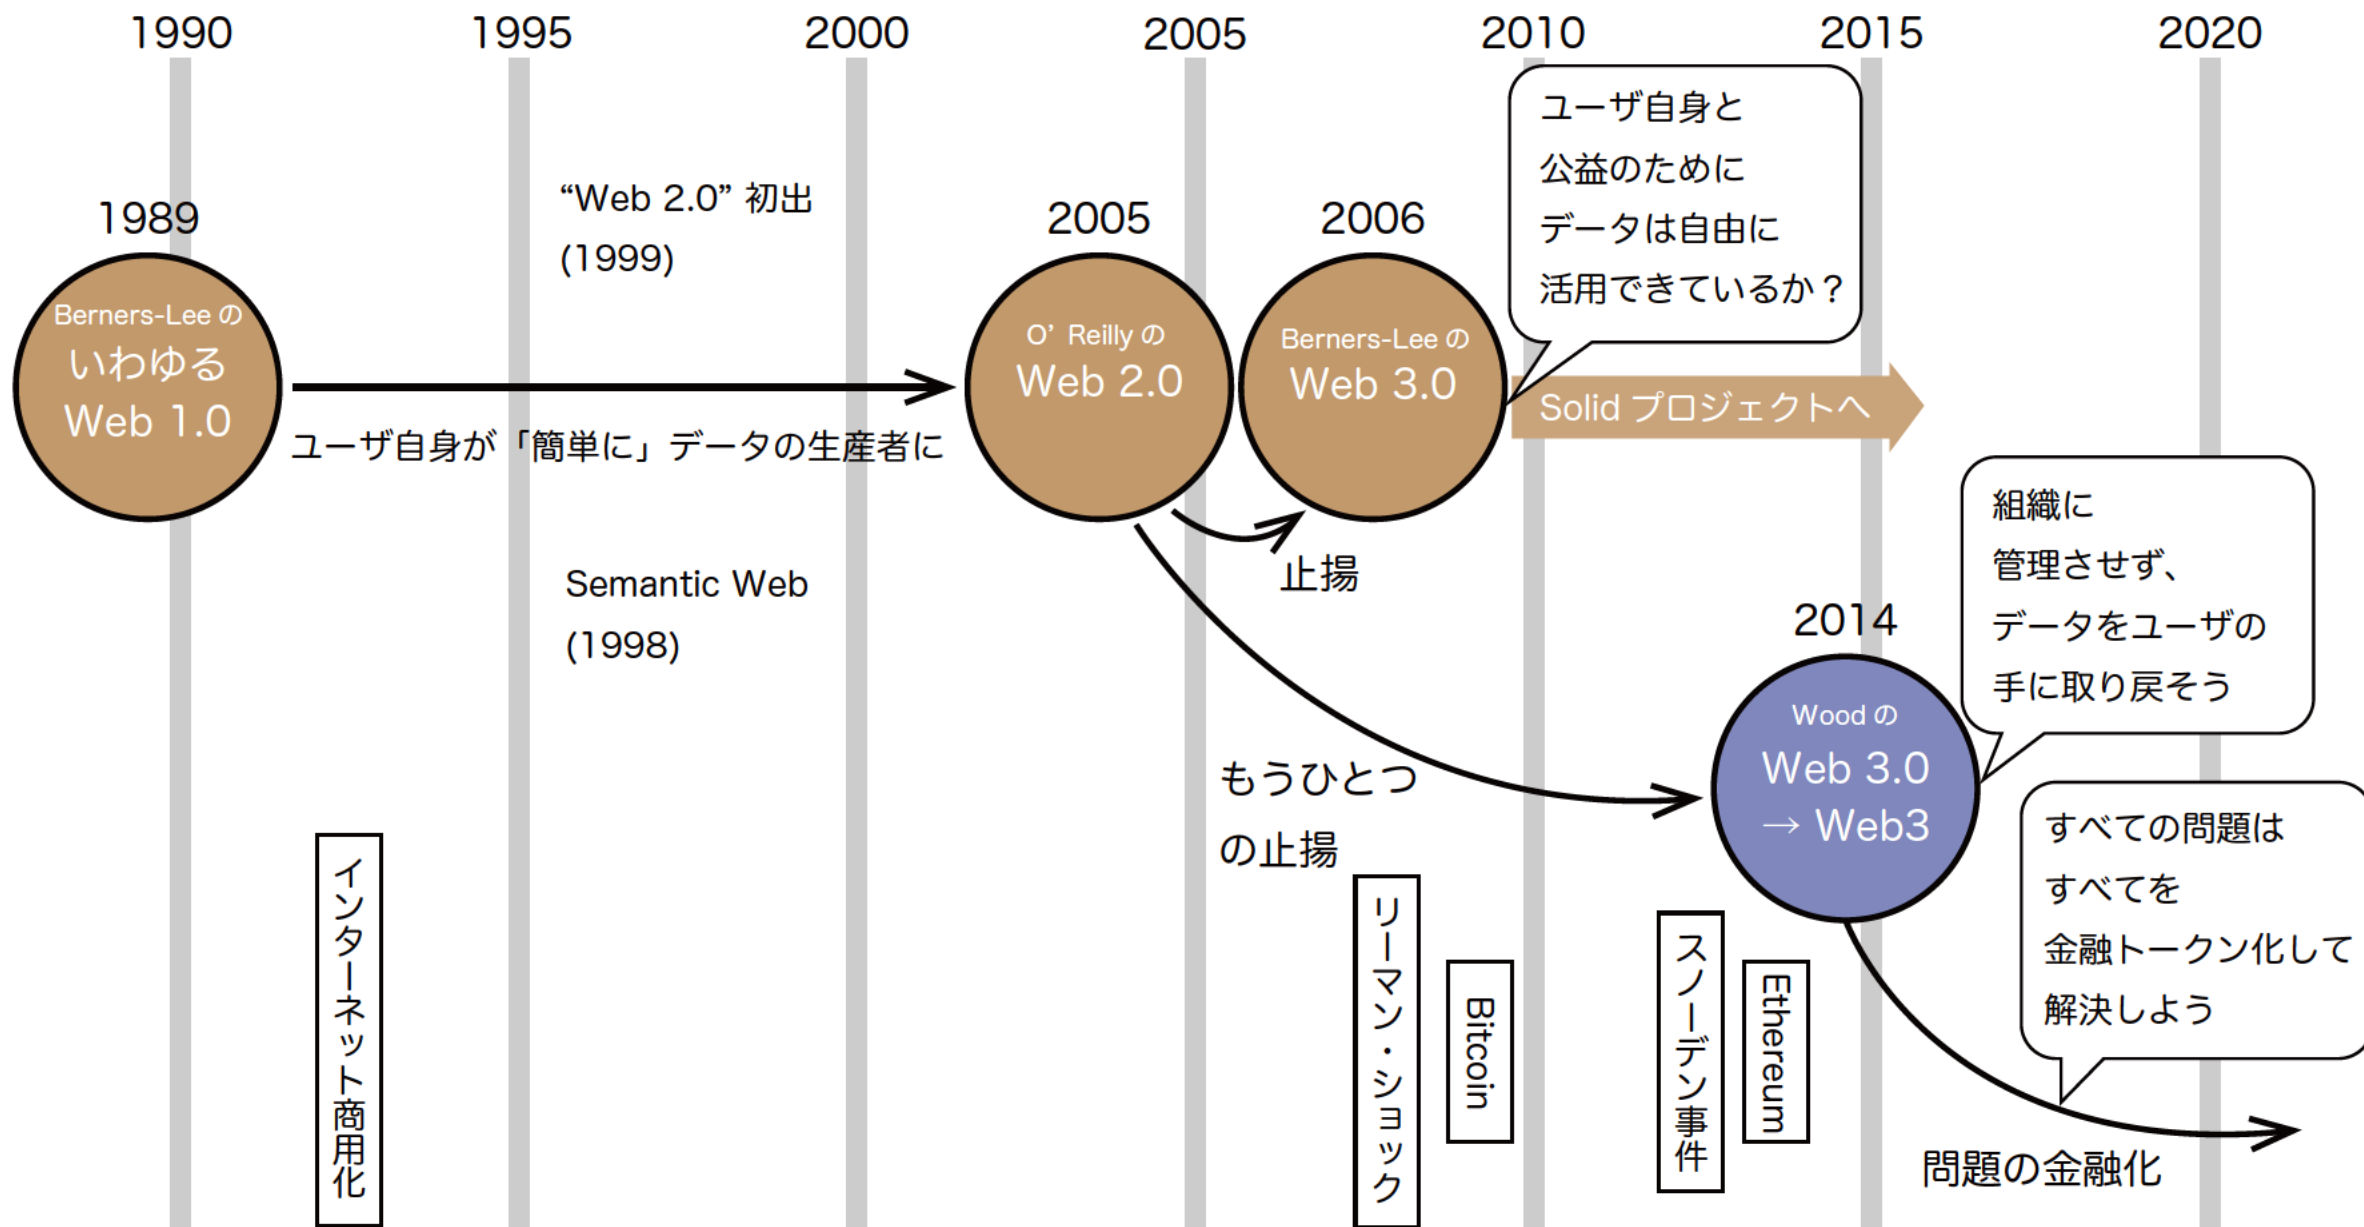 1990 1995 2000 2005 2010 2015 2020
1989
Berners-Lee の
いわゆる
Web 1.0
“Web 2.0” 初出
(1999)
ユーザ自身が「簡単に」データの生産者に
Semantic Web
(1998)
2005
O’ Reilly の
Web 2.0
2006
Berners-Lee の
Web 3.0
ユーザ自身と
公益のために
データは自由に
活用できているか？
Solid プロジェクトへ
止揚
もうひとつ
の止揚
2014
Wood の
Web 3.0
→ Web3
組織に
管理させず、
データをユーザの
手に取り戻そう
すべての問題は
すべてを
金融トークン化して
解決しよう
問題の金融化
インターネット商用化
リーマン・ショック
Bitcoin
スノーデン事件
Ethereum